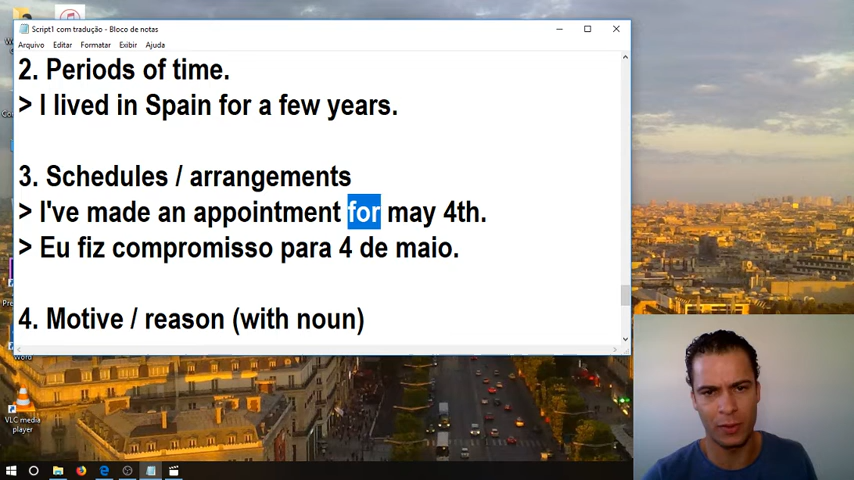 Script1 com tradução - Bloco de notas
Arquivo Editar Formatar Exibir Ajuda
2. Periods of time.
> I lived in Spain for a few years.
3. Schedules / arrangements
> I've made an appointment for may 4th.
> Eu fiz compromisso para 4 de maio.
4. Motive / reason (with noun)
Word
VLC media
player